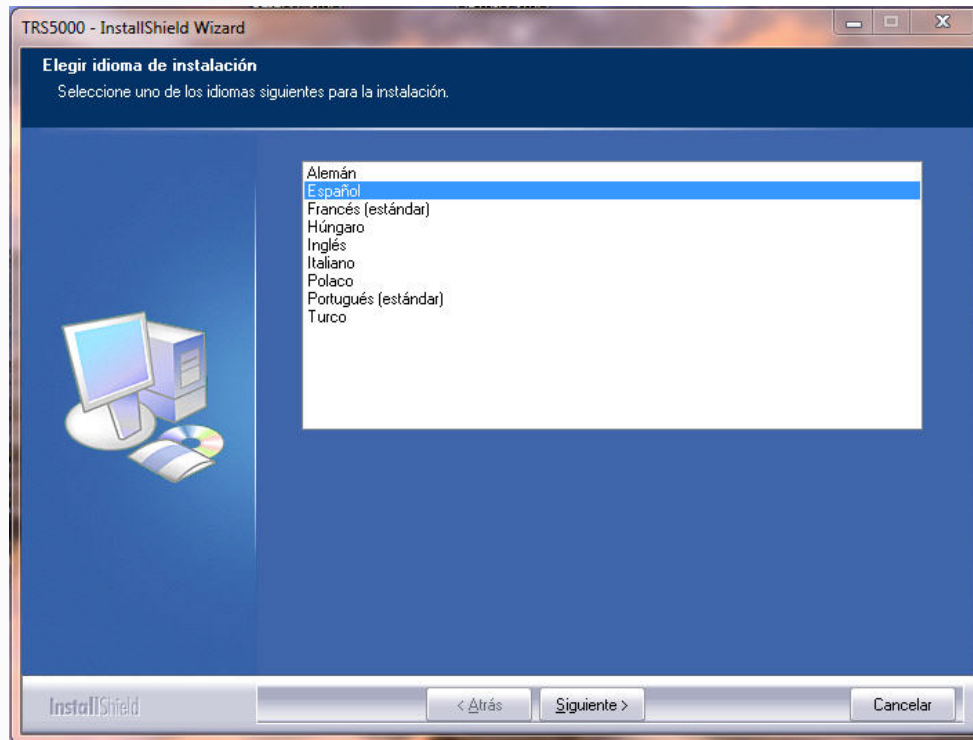 TRS5000 - InstallShield Wizard
Elegir idioma de instalación
Seleccione uno de los idiomas siguientes para la instalación.
Alemán
Español
Francés (estándar)
Húngaro
Inglés
Italiano
Polaco
Portugués (estándar)
Turco
InstallShield
< Atrás
Siguiente >
Cancelar